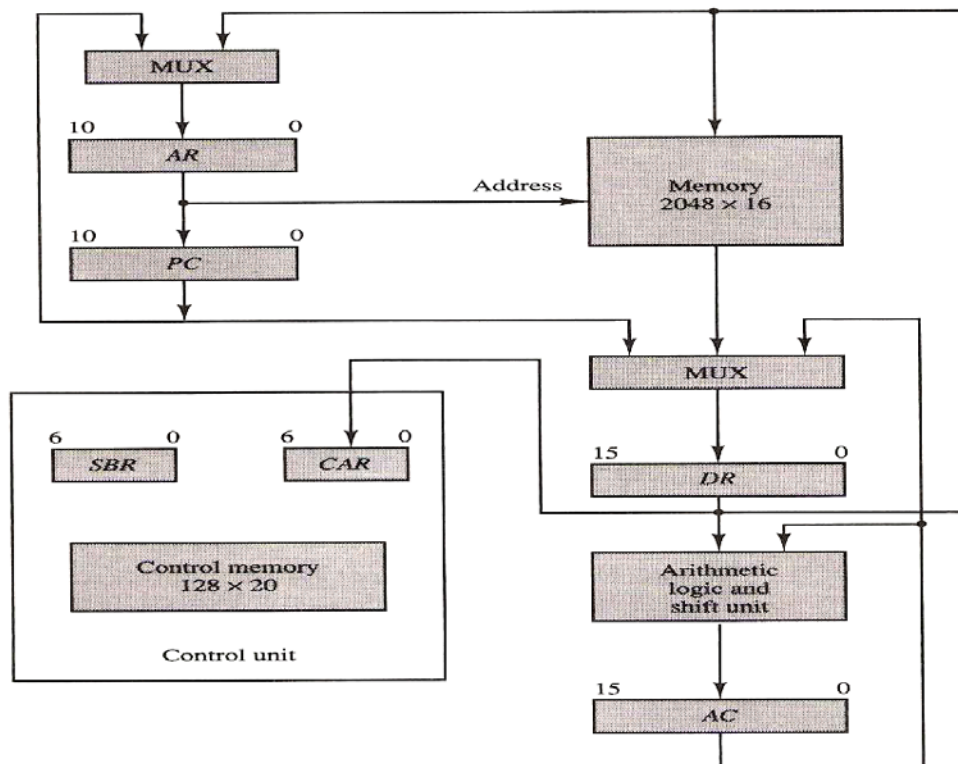 MUX
10 0
AR
Address
Memory
2048 × 16
10 0
PC
MUX
6 0
SBR
6 0
CAR
15 0
DR
Control memory
128 × 20
Arithmetic
logic and
shift unit
Control unit
15 0
AC